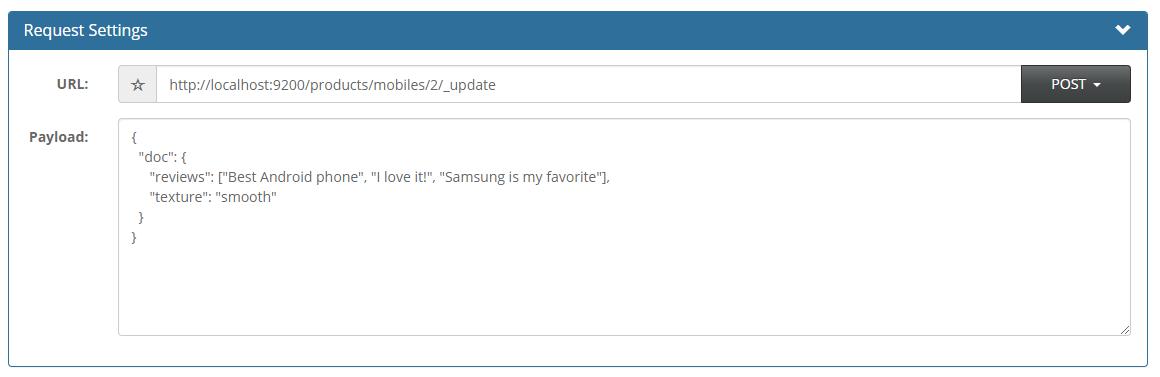 Request Settings
URL: ☆ http://localhost:9200/products/mobiles/2/_update POST
Payload: {
"doc": {
"reviews": ["Best Android phone", "I love it!", "Samsung is my favorite"],
"texture": "smooth"
}
}